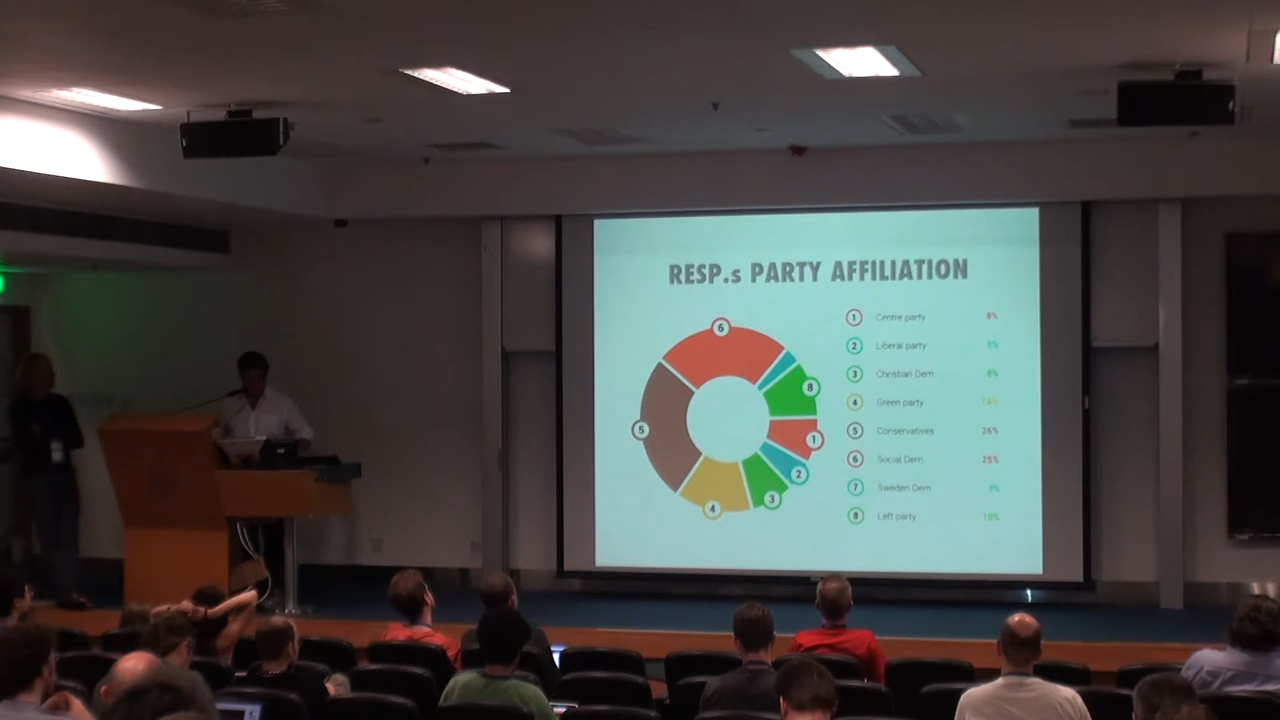 RESP.s PARTY AFFILIATION
1 Centre party 8%
2 Liberal party 5%
3 Christian Dem 8%
4 Green party 14%
5 Conservatives 26%
6 Social Dem. 25%
7 Sweden Dem
8 Left party 10%
6
8
5
1
2
3
4